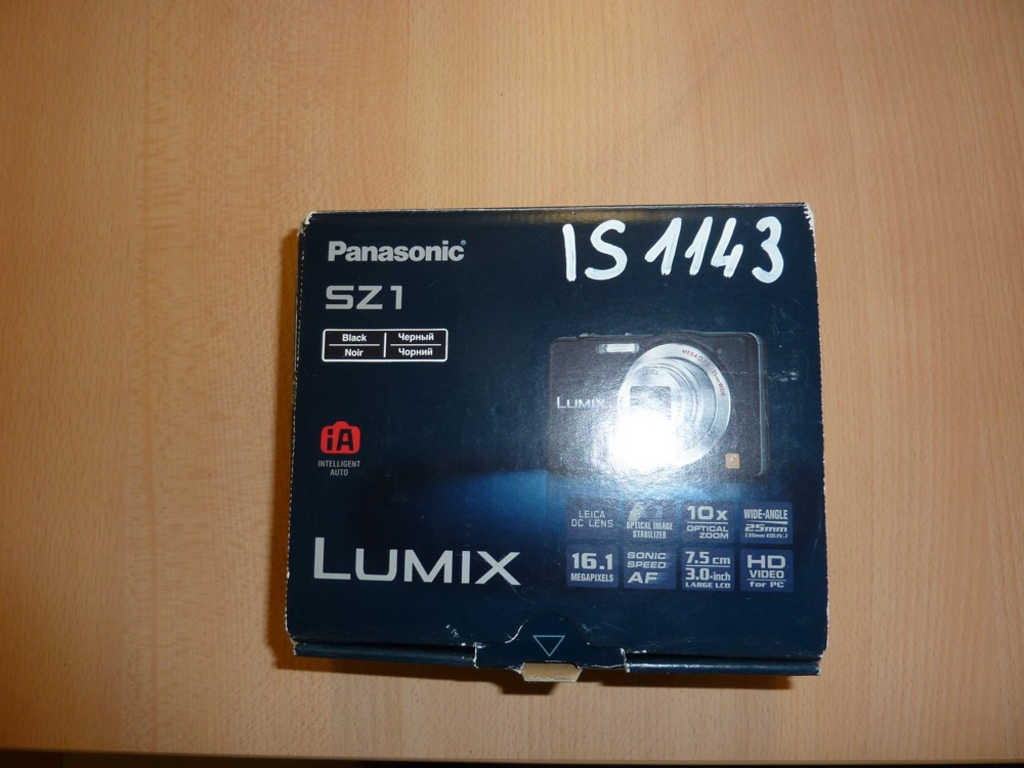 Panasonic
IS 1143
SZ1
Black Черный
Noir Чорний
LUMIX
iA
INTELLIGENT
AUTO
LEICA
DC LENS
OPTICAL IMAGE
STABILIZER
10x
OPTICAL
ZOOM
WIDE-ANGLE
25mm
(35mm EQUIV.)
LUMIX
16.1
MEGAPIXELS
SONIC
SPEED
AF
7.5 cm
3.0-inch
LARGE LCD
HD
VIDEO
for PC